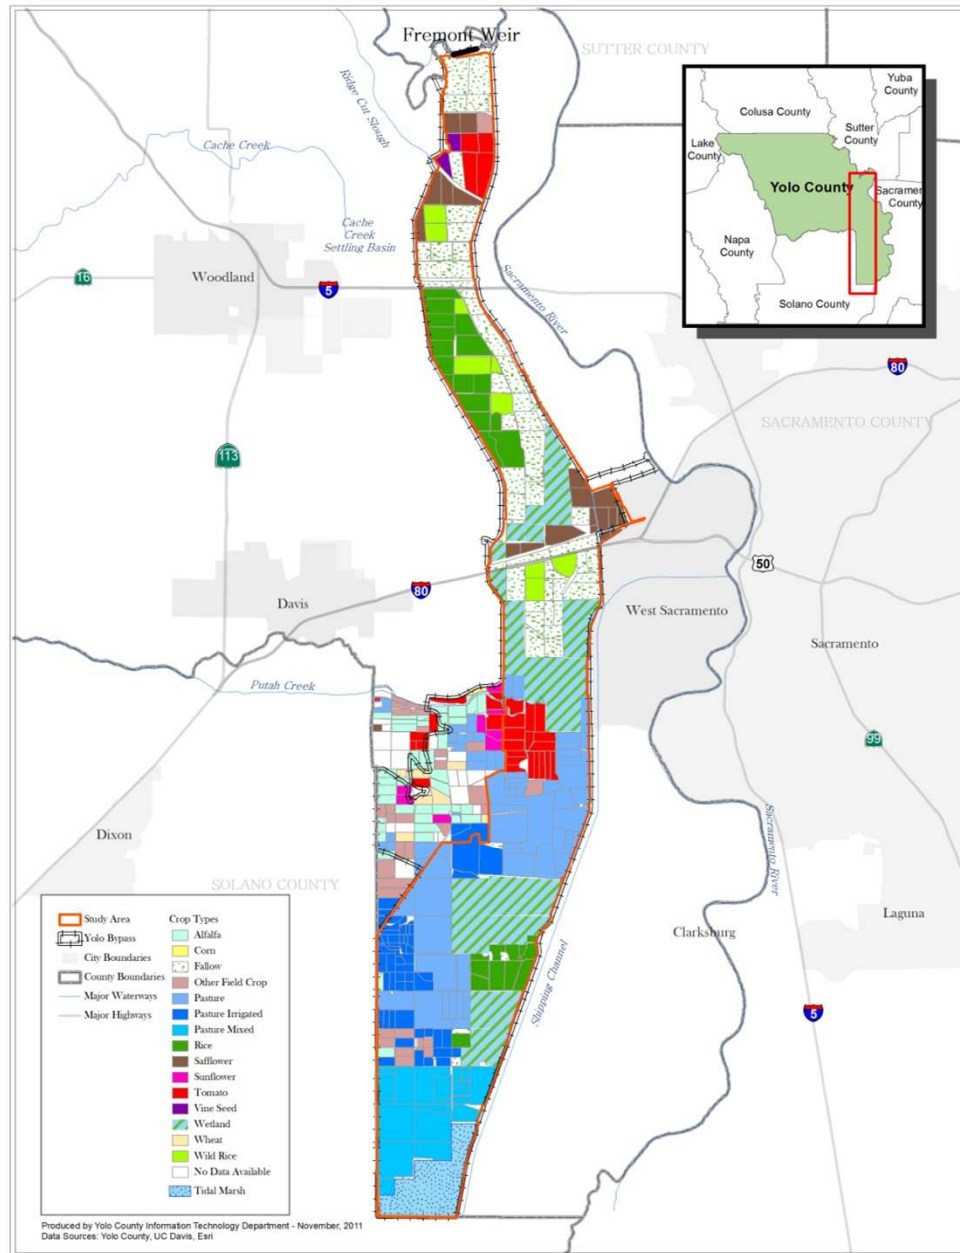 Fremont Weir
SUTTER COUNTY
Ridge Cut Slough
Cache Creek
Cache
Creek
Settling Basin
Woodland
16
5
Sacramento River
113
80
SACRAMENTO COUNTY
Davis
80
50
West Sacramento
Sacramento
Putah Creek
99
Dixon
Sacramento River
SOLANO COUNTY
Clarksburg
Laguna
Shipping Channel
5
Yuba
County
Colusa County
Sutter
County
Lake
County
Yolo County
Sacramen
County
Napa
County
Solano County
Study Area
Yolo Bypass
City Boundaries
County Boundaries
Major Waterways
Major Highways
Crop Types
Alfalfa
Corn
Fallow
Other Field Crop
Pasture
Pasture Irrigated
Pasture Mixed
Rice
Safflower
Sunflower
Tomato
Vine Seed
Wetland
Wheat
Wild Rice
No Data Available
Tidal Marsh
Produced by Yolo County Information Technology Department - November, 2011
Data Sources: Yolo County, UC Davis, Esri